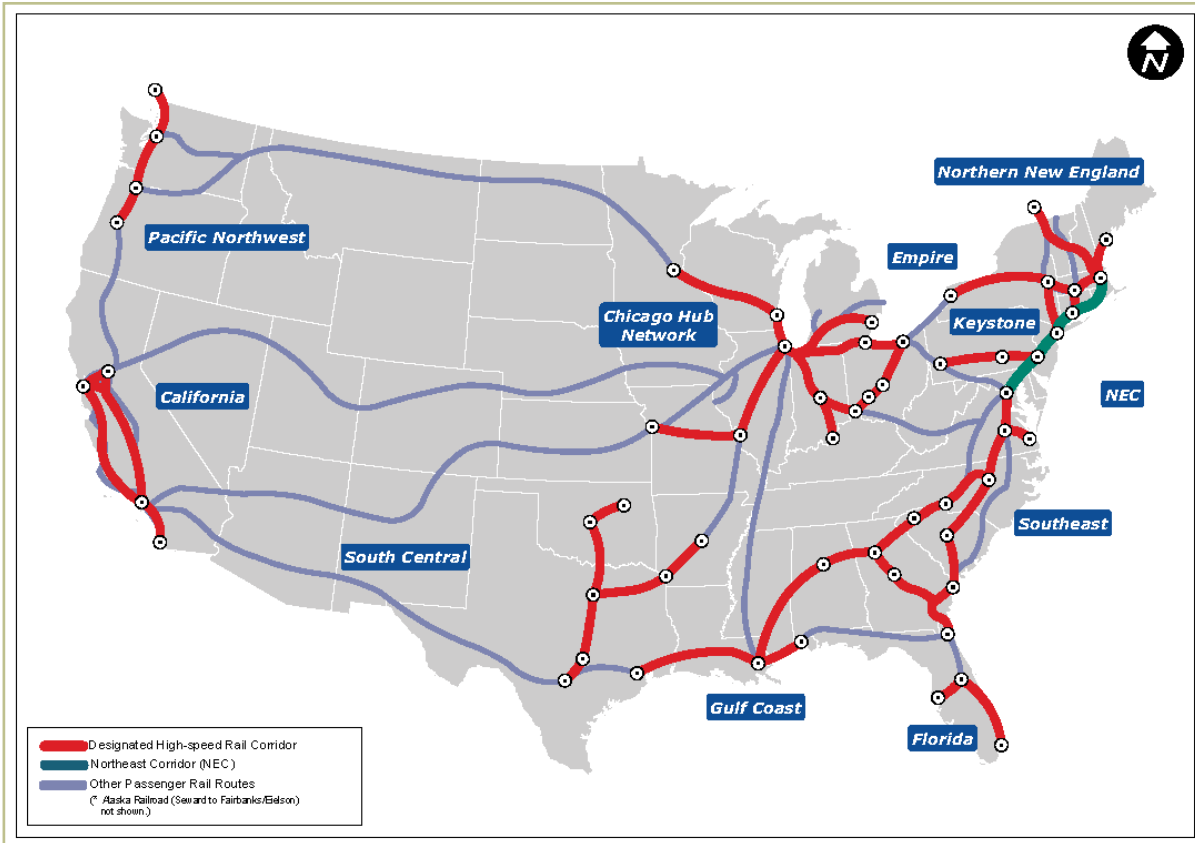 N
Northern New England
Pacific Northwest
Empire
Chicago Hub
Network
Keystone
California
NEC
Southeast
South Central
Gulf Coast
Florida
Designated High-speed Rail Corridor
Northeast Corridor (NEC)
Other Passenger Rail Routes
(* Alaska Railroad (Seward to Fairbanks/Eielson)
not shown.)